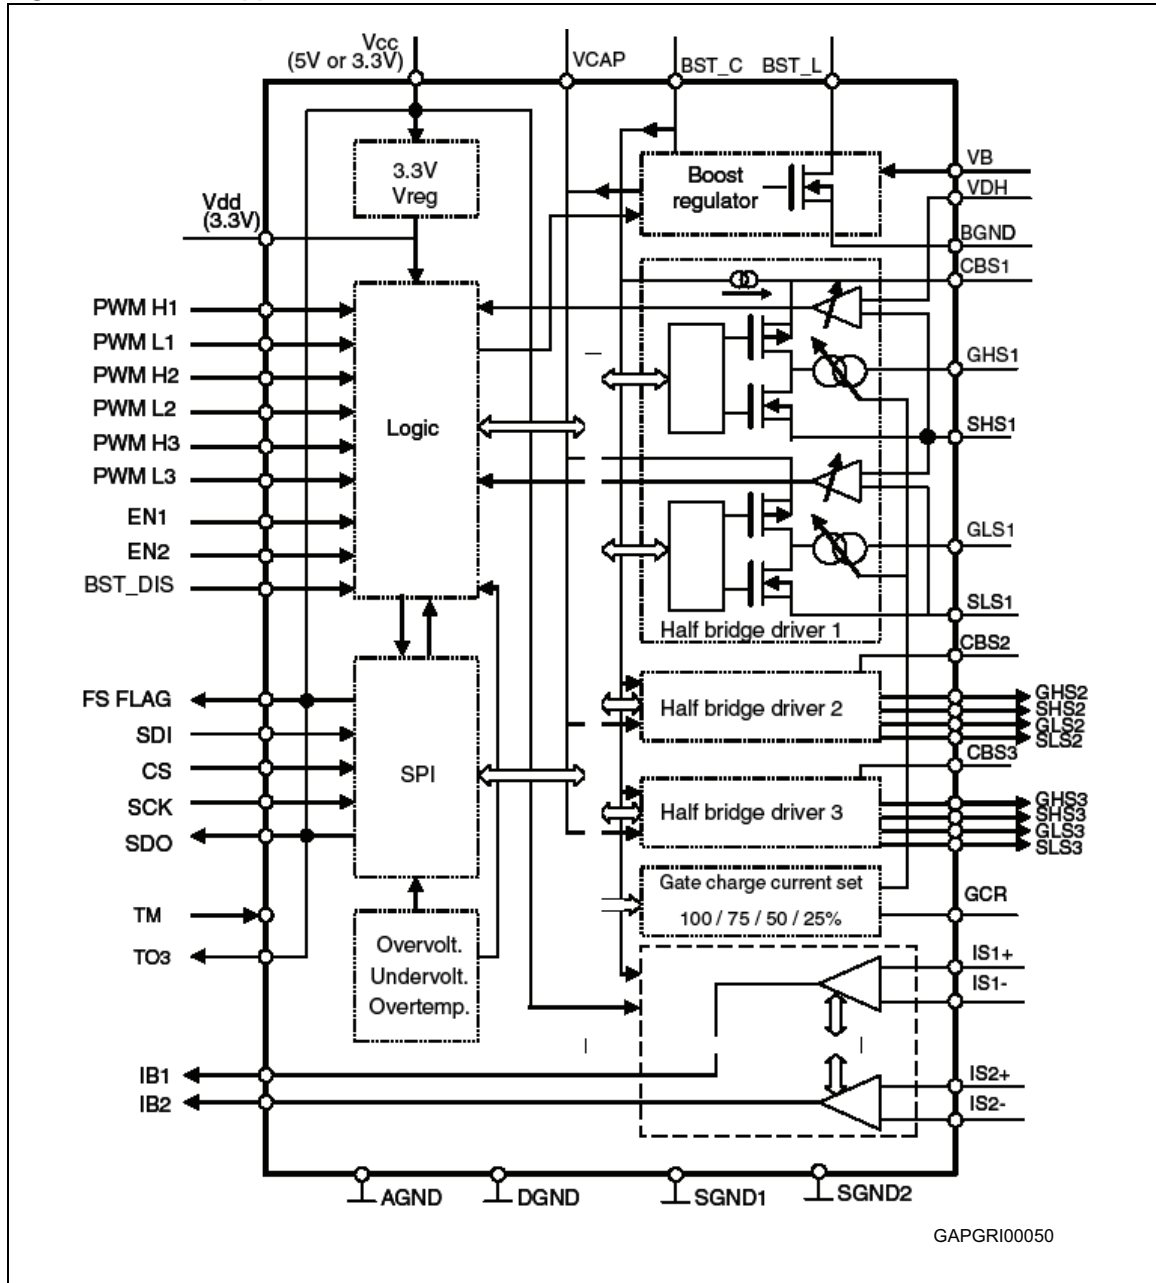 Vcc
(5V or 3.3V)
VCAP
BST_C
BST_L
3.3V
Vreg
Boost
regulator
VB
VDH
Vdd
(3.3V)
BGND
CBS1
PWM H1
PWM L1
PWM H2
PWM L2
PWM H3
PWM L3
EN1
EN2
BST_DIS
Logic
GHS1
SHS1
GLS1
SLS1
Half bridge driver 1
CBS2
FS FLAG
SDI
CS
SCK
SDO
SPI
Half bridge driver 2
GHS2
SHS2
GLS2
SLS2
CBS3
Half bridge driver 3
GHS3
SHS3
GLS3
SLS3
Gate charge current set
100 / 75 / 50 / 25%
GCR
TM
TO3
Overvolt.
Undervolt.
Overtemp.
IS1+
IS1-
IB1
IB2
IS2+
IS2-
AGND
DGND
SGND1
SGND2
GAPGRI00050